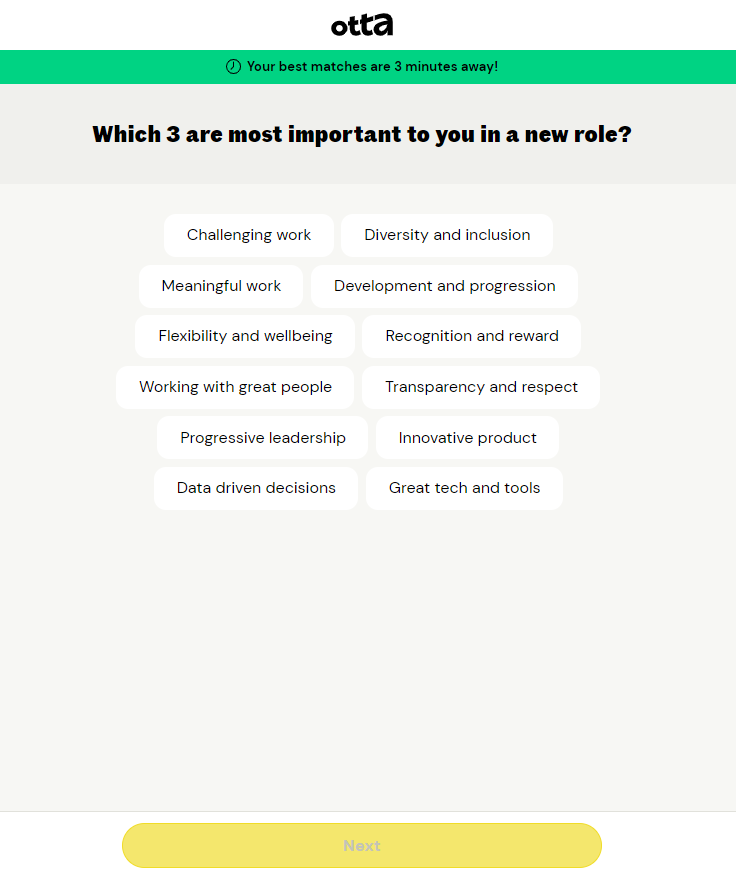 otta
Your best matches are 3 minutes away!
Which 3 are most important to you in a new role?
Challenging work
Diversity and inclusion
Meaningful work
Development and progression
Flexibility and wellbeing
Recognition and reward
Working with great people
Transparency and respect
Progressive leadership
Innovative product
Data driven decisions
Great tech and tools
Next